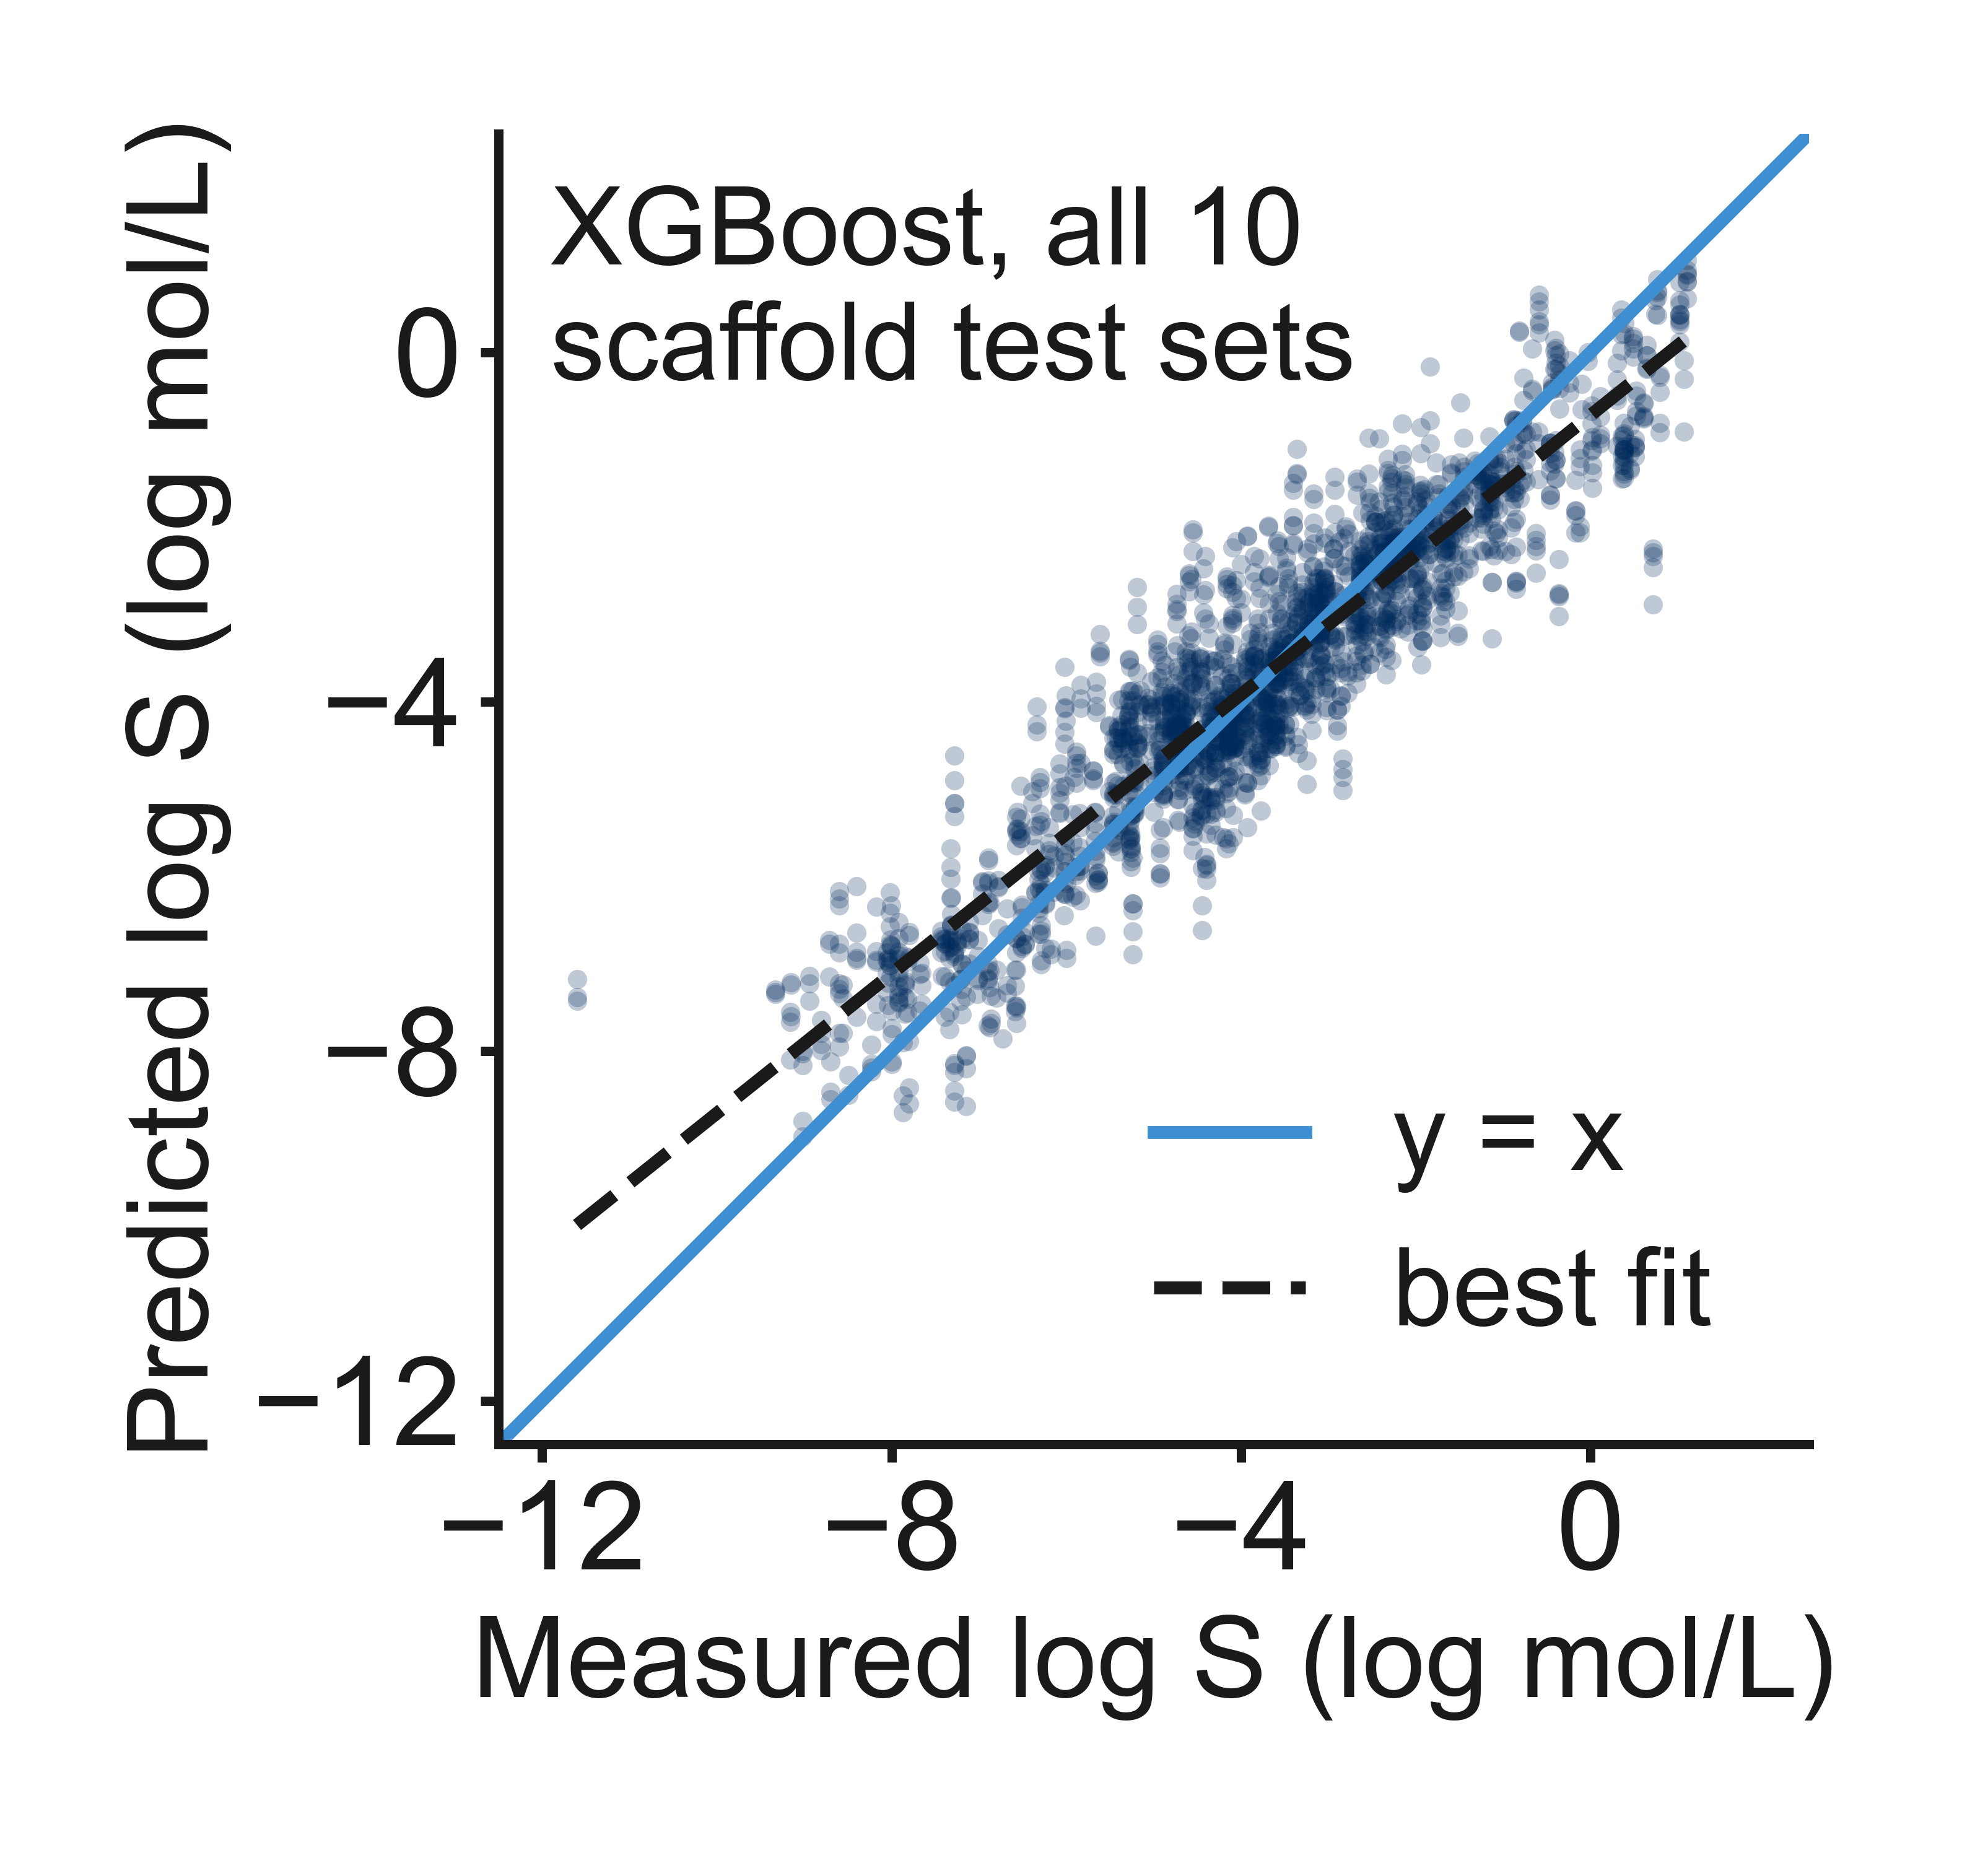 XGBoost, all 10
scaffold test sets
Predicted log S (log mol/L)
0
−4
−8
−12
y = x
best fit
−12 −8 −4 0
Measured log S (log mol/L)